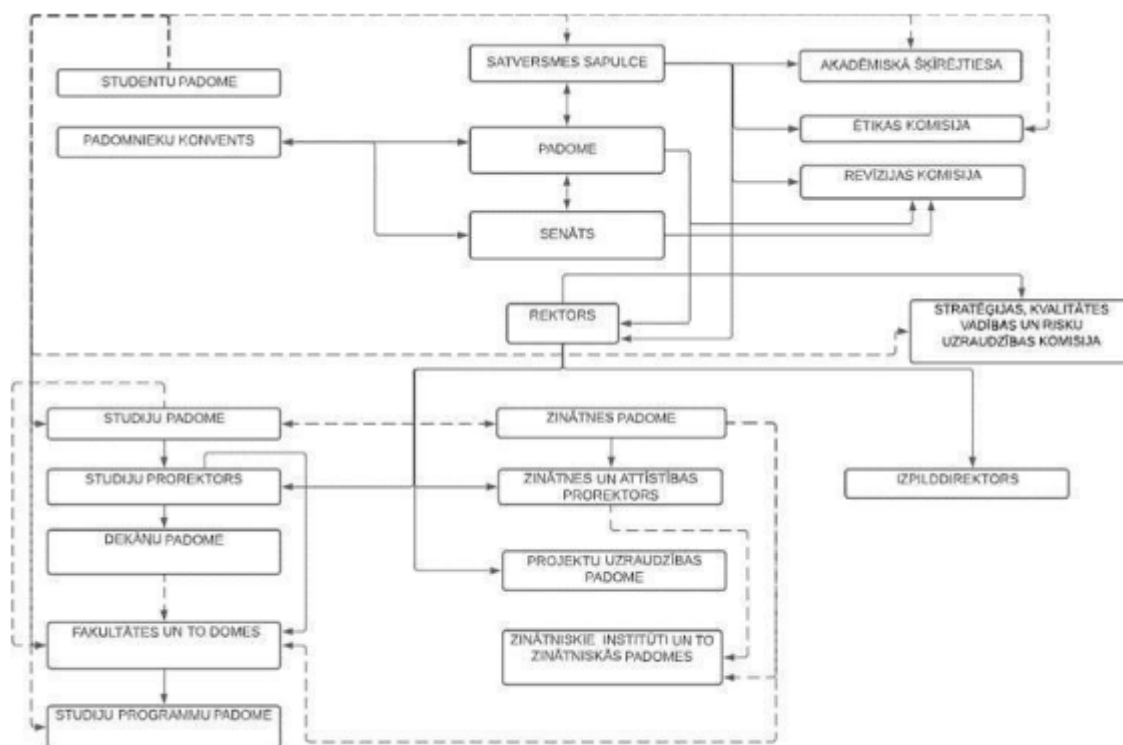 STUDENTU PADOME
SATVERSMES SAPULCE
AKADĒMISKĀ ŠĶĪRĒJTIESA
PADOMNIEKU KONVENTS
PADOME
ĒTIKAS KOMISIJA
REVĪZIJAS KOMISIJA
SENĀTS
REKTORS
STRATĒĢIJAS, KVALITĀTES
VADĪBAS UN RISKU
UZRAUDZĪBAS KOMISIJA
STUDIJU PADOME
ZINĀTNES PADOME
STUDIJU PROREKTORS
ZINĀTNES UN ATTĪSTĪBAS
PROREKTORS
IZPILDDIREKTORS
DEKĀNU PADOME
PROJEKTU UZRAUDZĪBAS
PADOME
FAKULTĀTES UN TO DOMES
ZINĀTNISKIE INSTITŪTI UN TO
ZINĀTNISKĀS PADOMES
STUDIJU PROGRAMMU PADOME